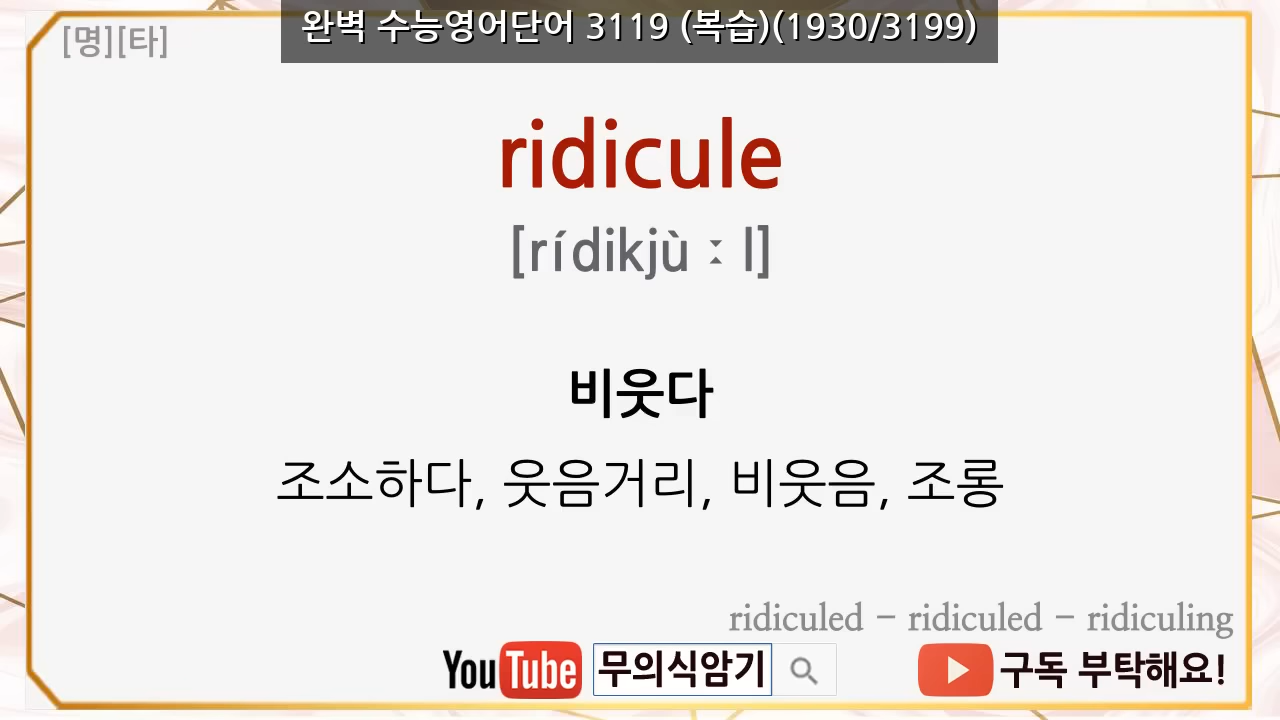 완벽 수능영어단어 3119 (복습)(1930/3199)
[명][타]
ridicule
[rídikjù：l]
비웃다
조소하다, 웃음거리, 비웃음, 조롱
ridiculed - ridiculed - ridiculing
YouTube 무의식암기 구독 부탁해요!